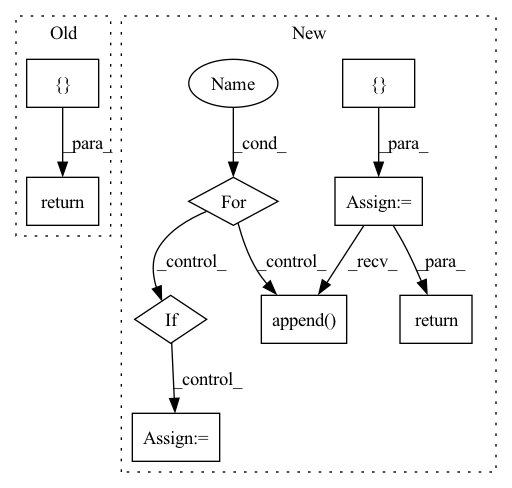 Old
New
{}
Name
{}
_para_
_cond_
_para_
return
For
Assign:=
_control_
_control_
_recv_
_para_
If
append()
return
_control_
Assign:=